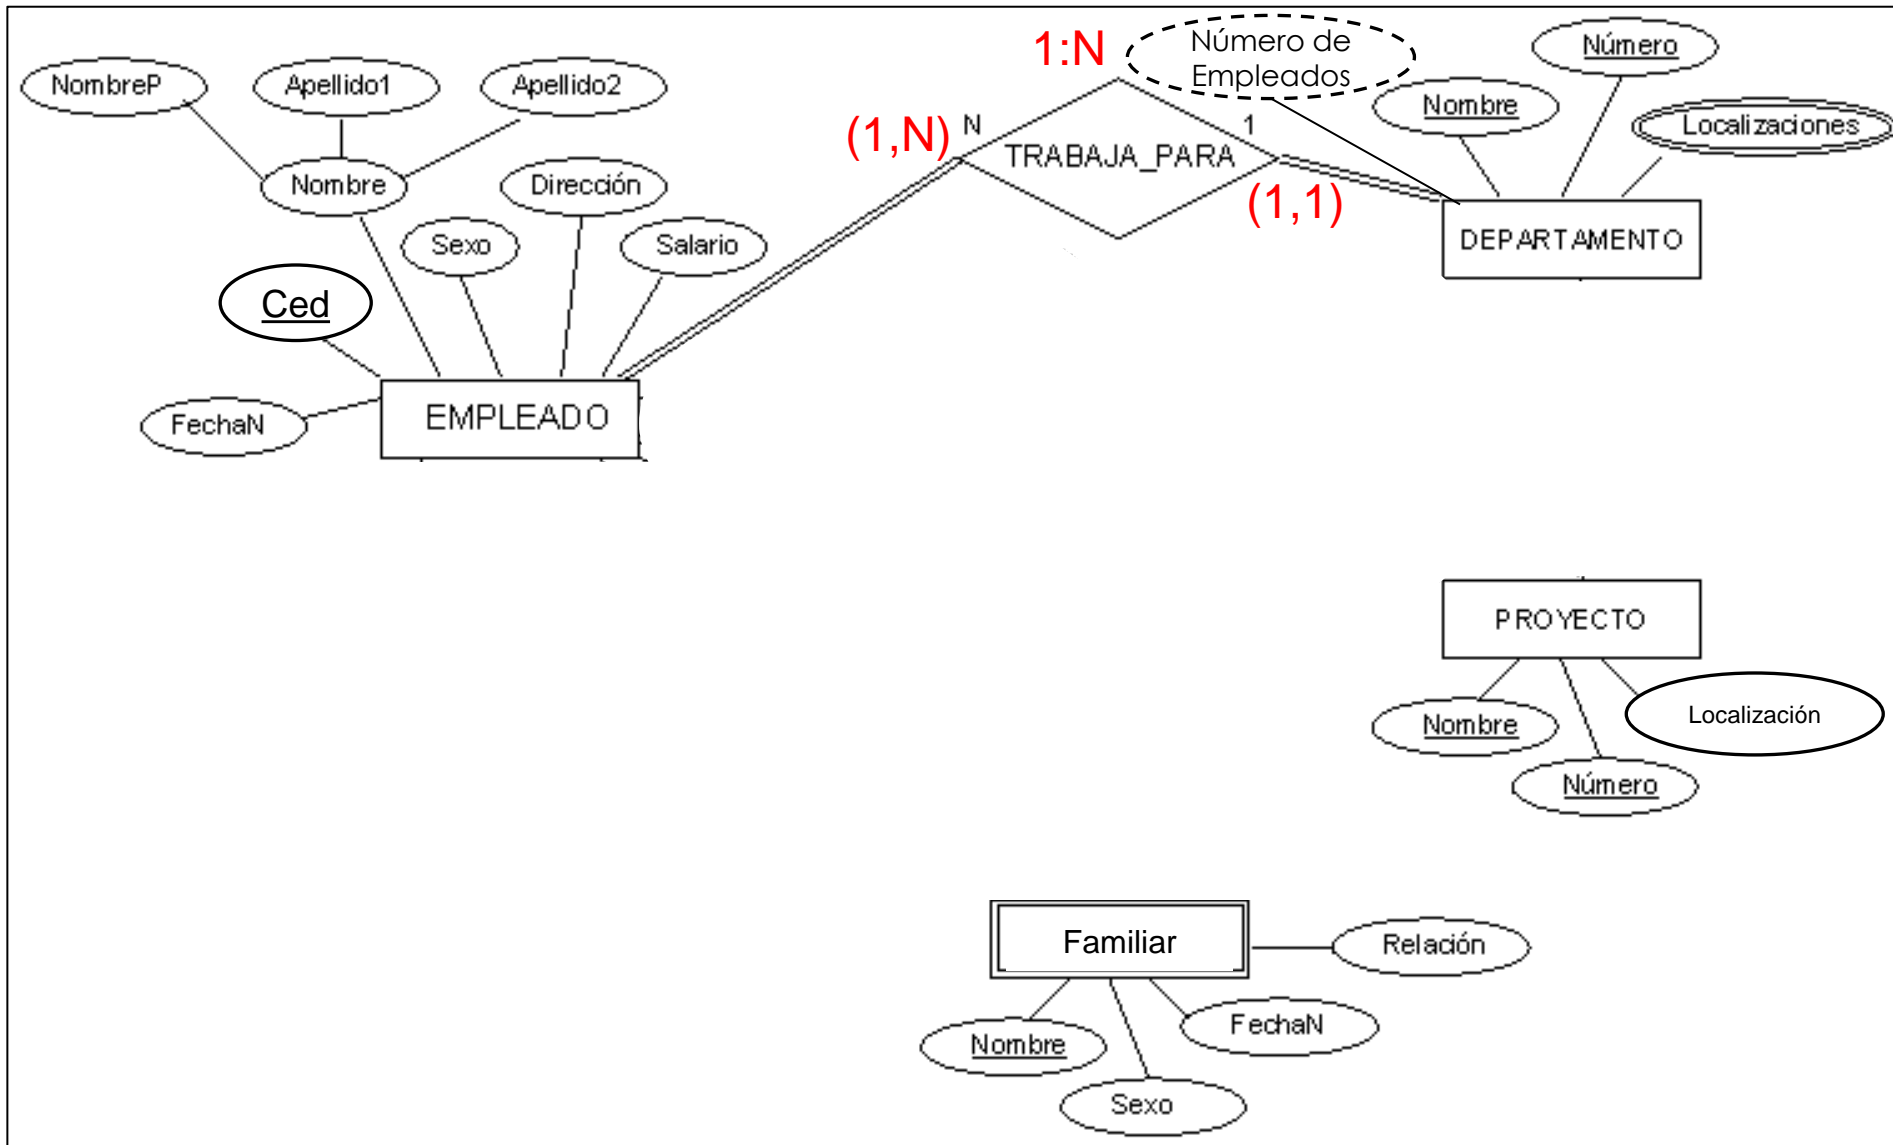 1:N
Número de
Empleados
Número
NombreP
Apellido1
Apellido2
Nombre
Localizaciones
(1,N)
N
1
TRABAJA_PARA
Nombre
Dirección
(1,1)
Sexo
Salario
DEPARTAMENTO
Ced
EMPLEADO
FechaN
PROYECTO
Nombre
Localización
Número
Familiar
Relación
FechaN
Nombre
Sexo